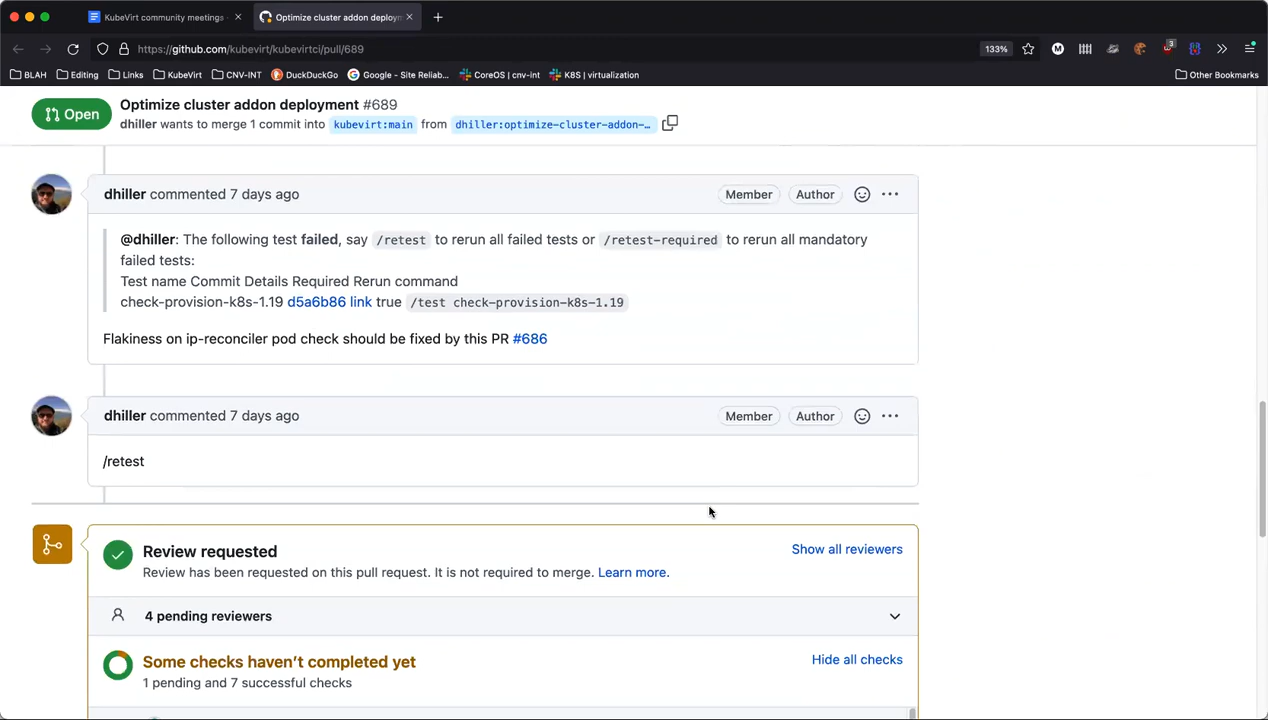 KubeVirt community meetings
Optimize cluster addon deploym
https://github.com/kubevirt/kubevirtci/pull/689
133%
3
BLAH
Editing
Links
KubeVirt
CNV-INT
DuckDuckGo
Google - Site Reliab...
CoreOS | cnv-int
K8S | virtualization
Other Bookmarks
Open
Optimize cluster addon deployment #689
dhiller wants to merge 1 commit into kubevirt:main from dhiller:optimize-cluster-addon-…
dhiller commented 7 days ago
Member
Author
@dhiller: The following test failed, say /retest to rerun all failed tests or /retest-required to rerun all mandatory
failed tests:
Test name Commit Details Required Rerun command
check-provision-k8s-1.19 d5a6b86 link true /test check-provision-k8s-1.19
Flakiness on ip-reconciler pod check should be fixed by this PR #686
dhiller commented 7 days ago
Member
Author
/retest
Review requested
Show all reviewers
Review has been requested on this pull request. It is not required to merge. Learn more.
4 pending reviewers
Some checks haven't completed yet
Hide all checks
1 pending and 7 successful checks